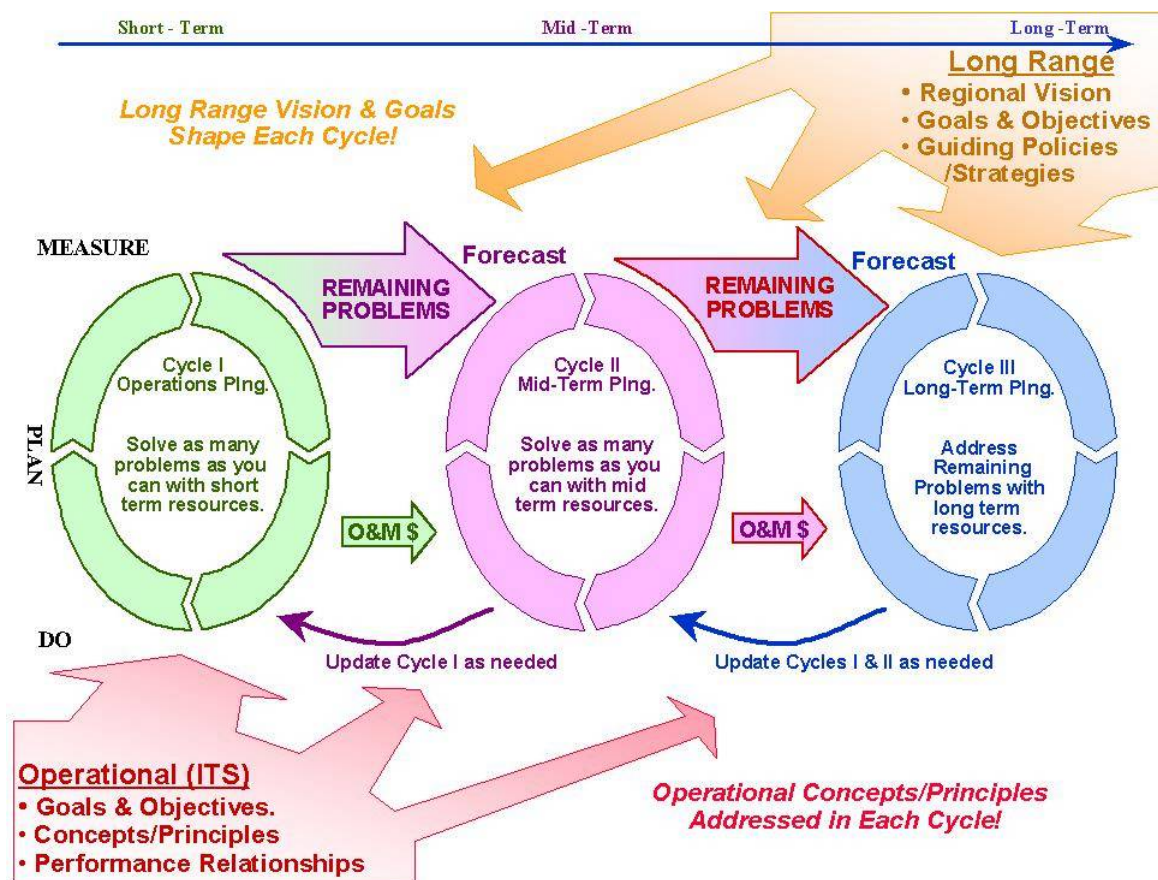 Short - Term
Mid -Term
Long -Term
Long Range
• Regional Vision
• Goals & Objectives
• Guiding Policies
/Strategies
Long Range Vision & Goals
Shape Each Cycle!
MEASURE
PLAN
DO
REMAINING
PROBLEMS
Forecast
REMAINING
PROBLEMS
Forecast
Cycle I
Operations Plng.
Solve as many
problems as you
can with short
term resources.
O&M $
Cycle II
Mid-Term Plng.
Solve as many
problems as you
can with mid
term resources.
O&M $
Cycle III
Long-Term Plng.
Address
Remaining
Problems with
long term
resources.
Update Cycle I as needed
Update Cycles I & II as needed
Operational (ITS)
• Goals & Objectives.
• Concepts/Principles
• Performance Relationships
Operational Concepts/Principles
Addressed in Each Cycle!